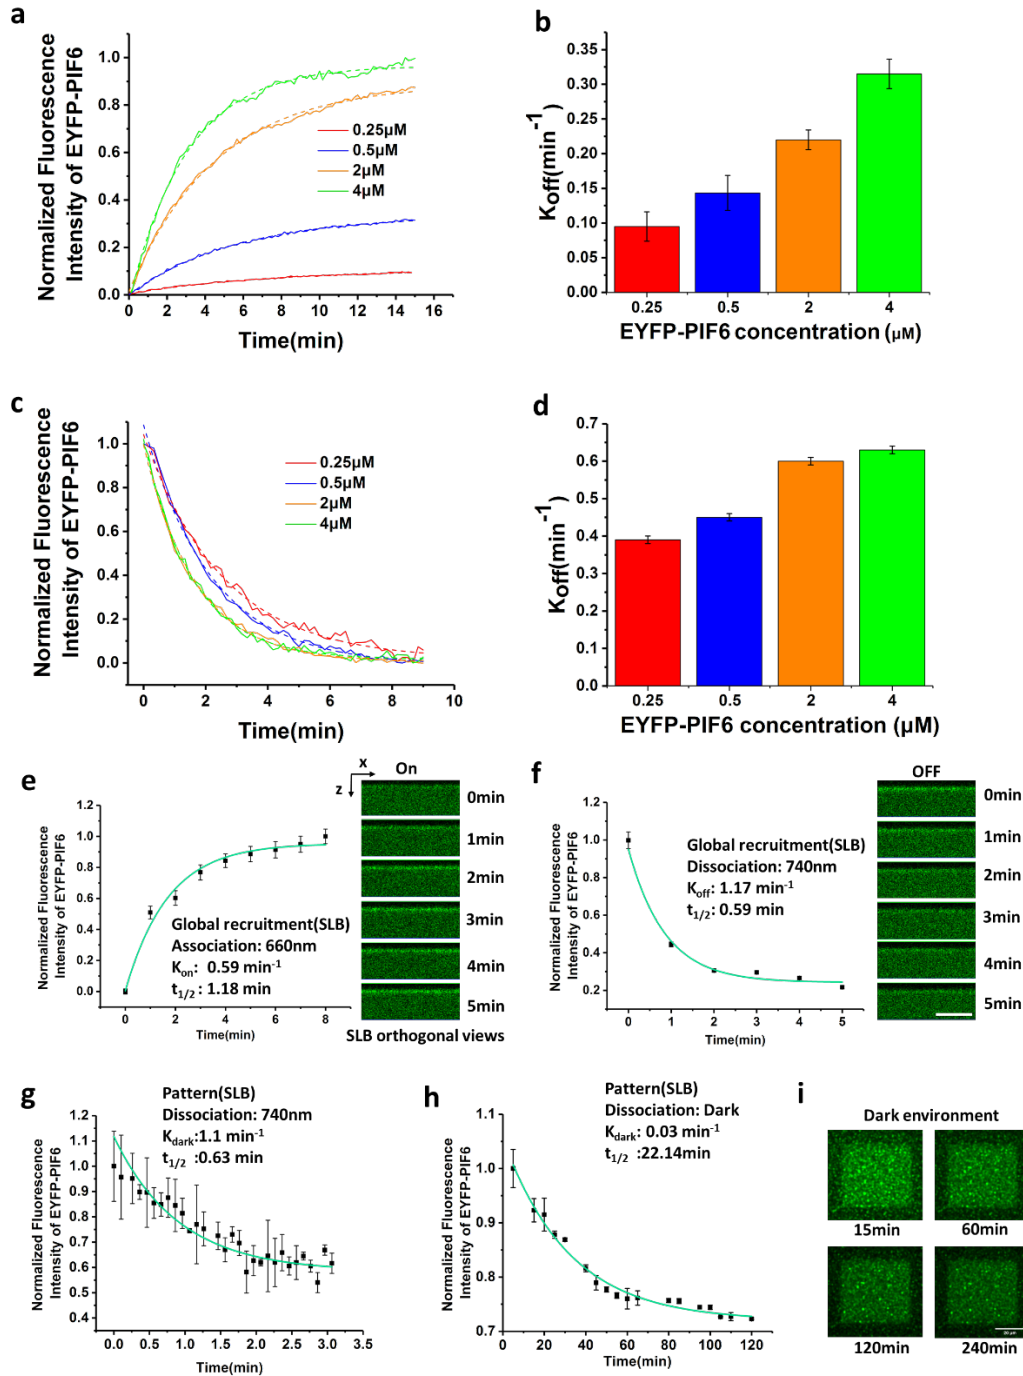 a
Normalized Fluorescence
Intensity of EYFP-PIF6
1.0
0.8
0.6
0.4
0.2
0.0
0.25µM
0.5µM
2µM
4µM
0 2 4 6 8 10 12 14 16
Time(min)
b
Koff(min-1)
0.35
0.30
0.25
0.20
0.15
0.10
0.05
0.00
0.25 0.5 2 4
EYFP-PIF6 concentration (µM)
c
Normalized Fluorescence
Intensity of EYFP-PIF6
1.0
0.8
0.6
0.4
0.2
0.0
0.25µM
0.5µM
2µM
4µM
0 2 4 6 8 10
Time(min)
d
Koff(min-1)
0.7
0.6
0.5
0.4
0.3
0.2
0.1
0.0
0.25 0.5 2 4
EYFP-PIF6 concentration (µM)
e
Normalized Fluorescence
Intensity of EYFP-PIF6
1.2
1.0
0.8
0.6
0.4
0.2
0.0
Global recruitment(SLB)
Association: 660nm
Kon: 0.59 min-1
t1/2: 1.18 min
0 2 4 6 8
Time(min)
x
z
On
0min
1min
2min
3min
4min
5min
SLB orthogonal views
f
Normalized Fluorescence
Intensity of EYFP-PIF6
1.2
1.0
0.8
0.6
0.4
0.2
Global recruitment(SLB)
Dissociation: 740nm
Koff: 1.17 min-1
t1/2: 0.59 min
0 1 2 3 4 5
Time(min)
OFF
0min
1min
2min
3min
4min
5min
g
Normalized Fluorescence
Intensity of EYFP-PIF6
1.2
1.1
1.0
0.9
0.8
0.7
0.6
0.5
0.4
Pattern(SLB)
Dissociation: 740nm
Kdark:1.1 min-1
t1/2 :0.63 min
0.0 0.5 1.0 1.5 2.0 2.5 3.0 3.5
Time(min)
h
Normalized Fluorescence
Intensity of EYFP-PIF6
1.1
1.0
0.9
0.8
0.7
Pattern(SLB)
Dissociation: Dark
Kdark: 0.03 min-1
t1/2 :22.14min
0 20 40 60 80 100 120
Time(min)
i
Dark environment
15min 60min
120min 240min